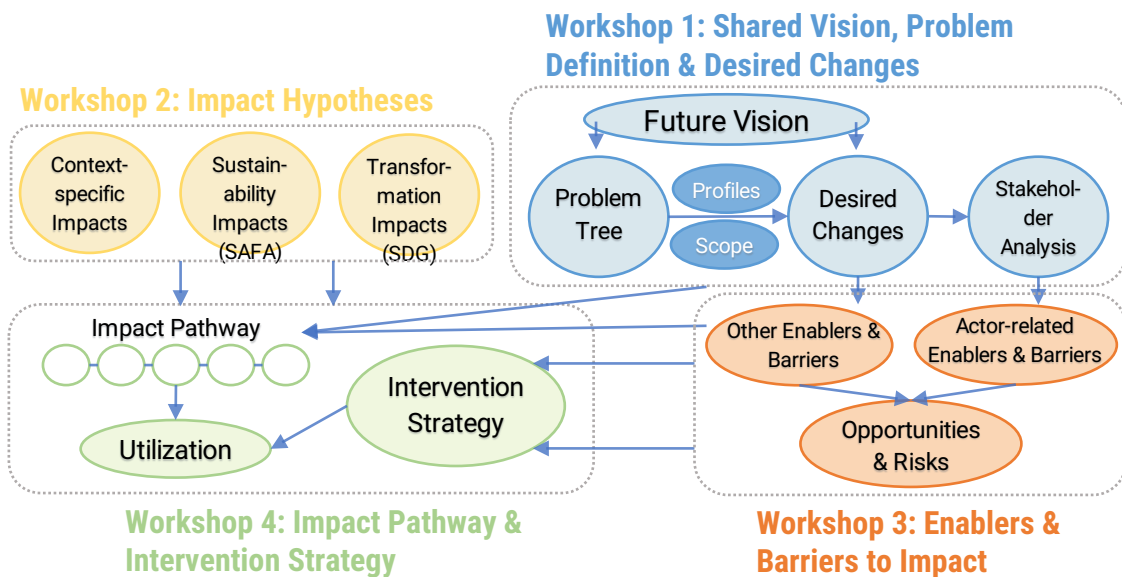 Workshop 1: Shared Vision, Problem
Definition & Desired Changes
Future Vision
Problem
Tree
Profiles
Scope
Desired
Changes
Stakehol-
der
Analysis
Workshop 2: Impact Hypotheses
Context-
specific
Impacts
Sustain-
ability
Impacts
(SAFA)
Transfor-
mation
Impacts
(SDG)
Impact Pathway
Utilization
Intervention
Strategy
Workshop 4: Impact Pathway &
Intervention Strategy
Other Enablers &
Barriers
Actor-related
Enablers & Barriers
Opportunities
& Risks
Workshop 3: Enablers &
Barriers to Impact